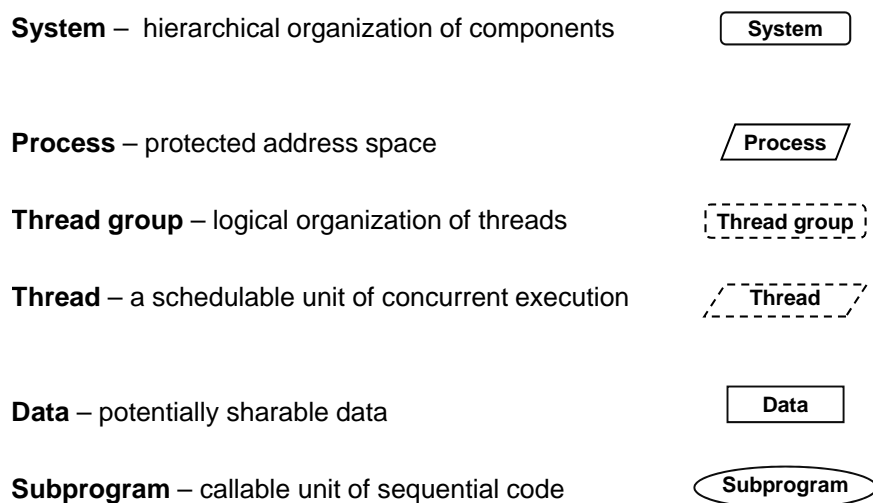 System – hierarchical organization of components
System
Process – protected address space
Process
Thread group – logical organization of threads
Thread group
Thread – a schedulable unit of concurrent execution
Thread
Data – potentially sharable data
Data
Subprogram – callable unit of sequential code
Subprogram